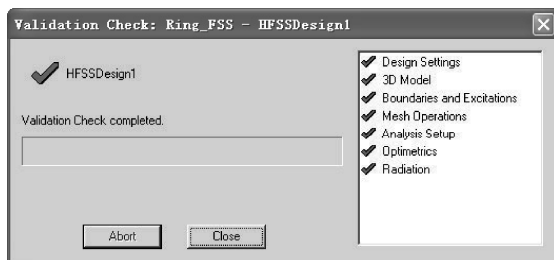 Validation Check: Ring_FSS - HFSSDesign1
HFSSDesign1
Validation Check completed.
Abort
Close
Design Settings
3D Model
Boundaries and Excitations
Mesh Operations
Analysis Setup
Optimetrics
Radiation